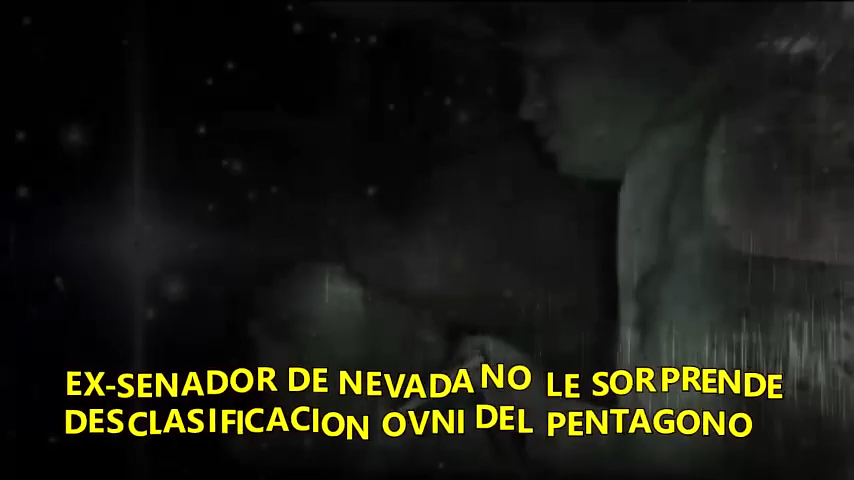 EX-SENADOR DE NEVADA NO LE SORPRENDE
DESCLASIFICACION OVNI DEL PENTAGONO